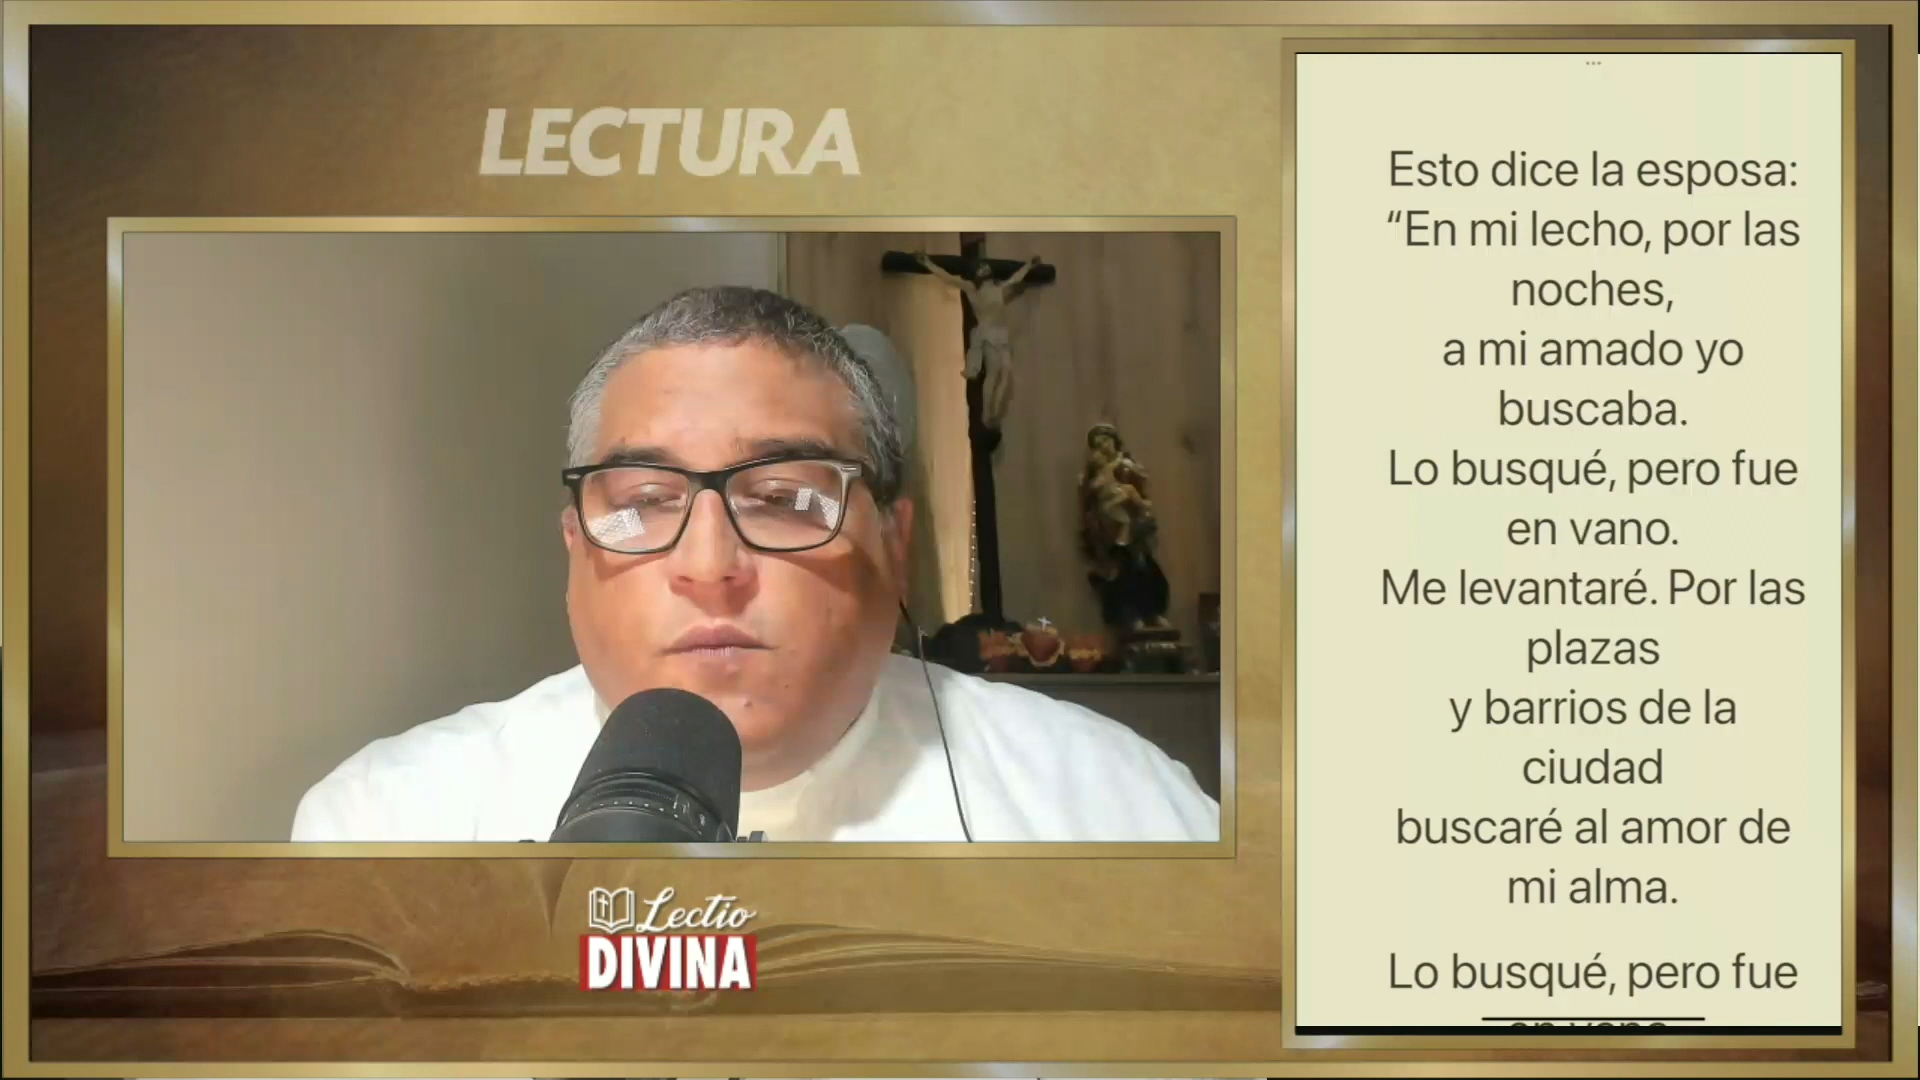 LECTURA
Esto dice la esposa:
“En mi lecho, por las
noches,
a mi amado yo
buscaba.
Lo busqué, pero fue
en vano.
Me levantaré. Por las
plazas
y barrios de la
ciudad
buscaré al amor de
mi alma.
Lo busqué, pero fue
Lectio
DIVINA